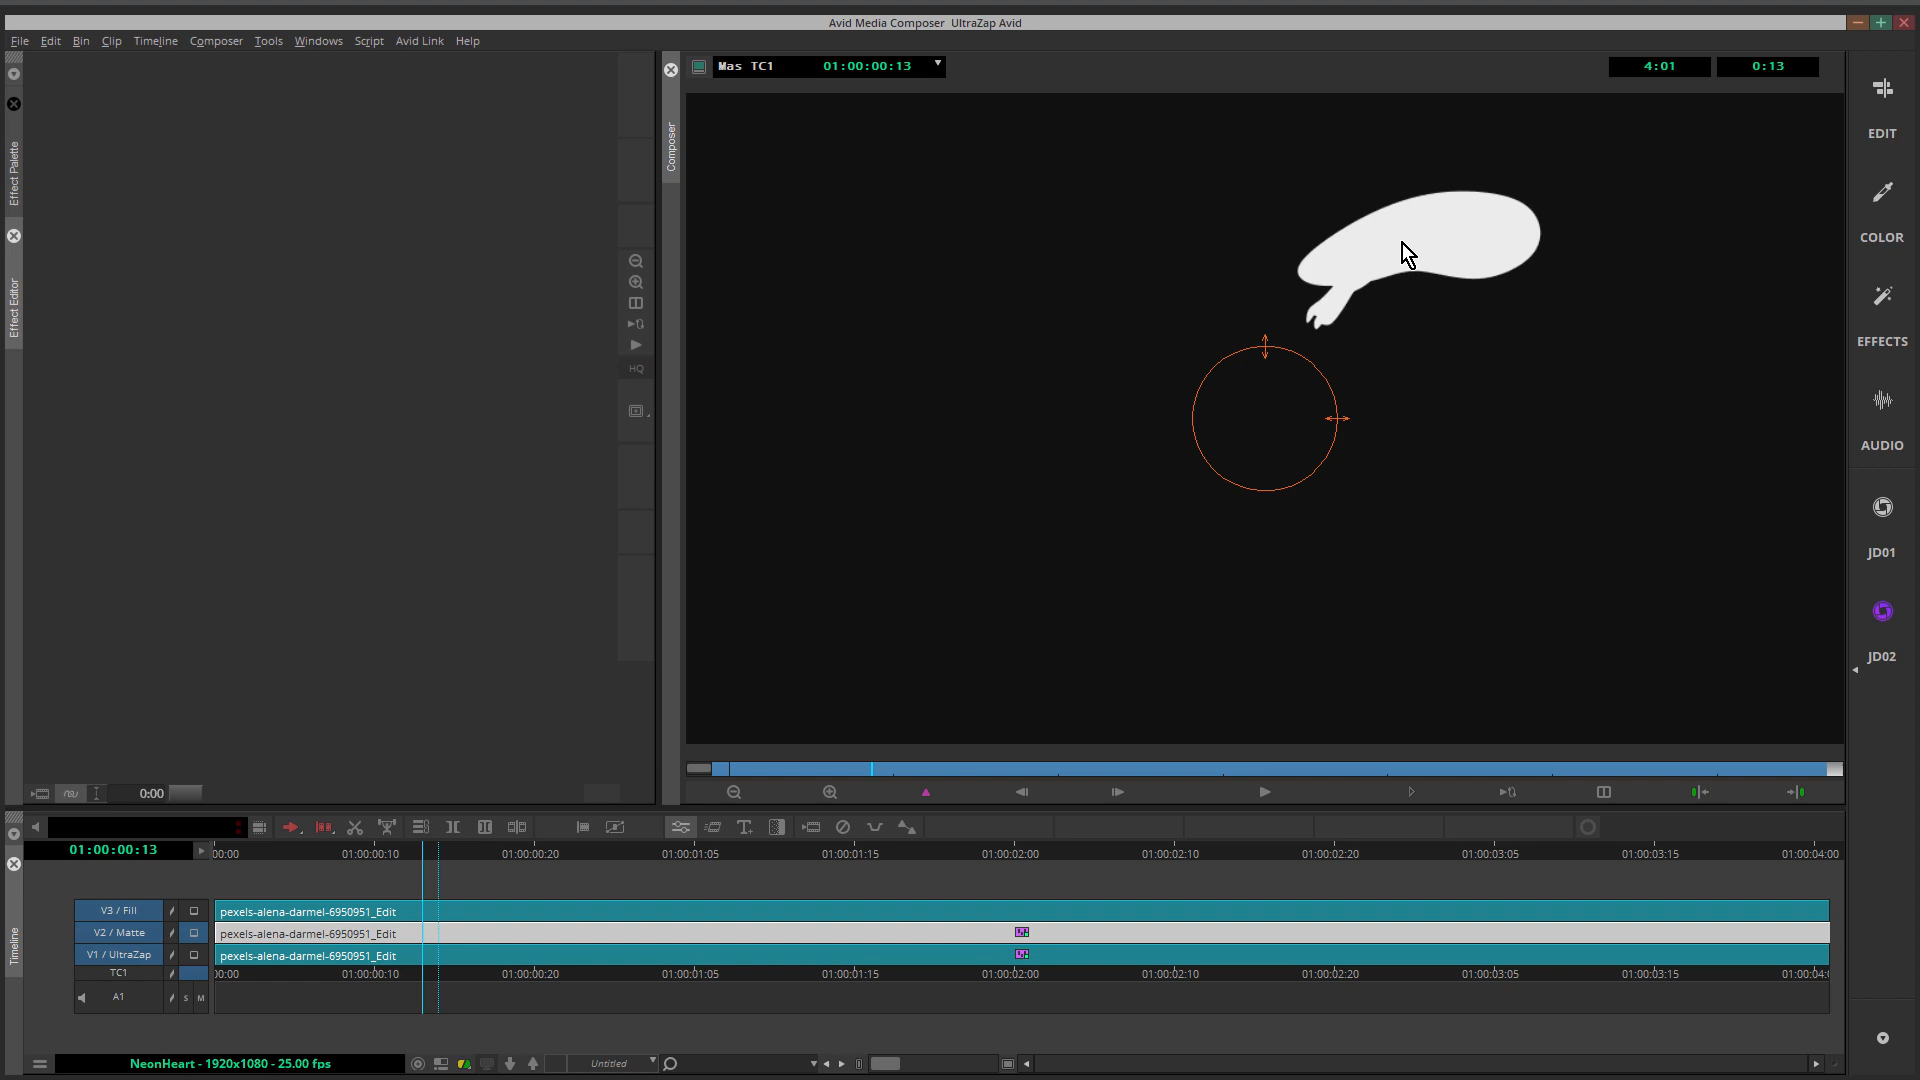 Avid Media Composer UltraZap Avid
File Edit Bin Clip Timeline Composer Tools Windows Script Avid Link Help
Mas TC1 01:00:00:13 4:01 0:13
Effect Palette
Effect Editor
Composer
HQ
EDIT
COLOR
EFFECTS
AUDIO
JD01
JD02
0:00
01:00:00:13
00:00 01:00:00:10 01:00:00:20 01:00:01:05 01:00:01:15 01:00:02:00 01:00:02:10 01:00:02:20 01:00:03:05 01:00:03:15 01:00:04:00
V3 / Fill pexels-alena-darmel-6950951_Edit
V2 / Matte pexels-alena-darmel-6950951_Edit
V1 / UltraZap pexels-alena-darmel-6950951_Edit
TC1 00:00 01:00:00:10 01:00:00:20 01:00:01:05 01:00:01:15 01:00:02:00 01:00:02:10 01:00:02:20 01:00:03:05 01:00:03:15 01:00:04:
A1 S M
Timeline
NeonHeart - 1920x1080 - 25.00 fps Untitled